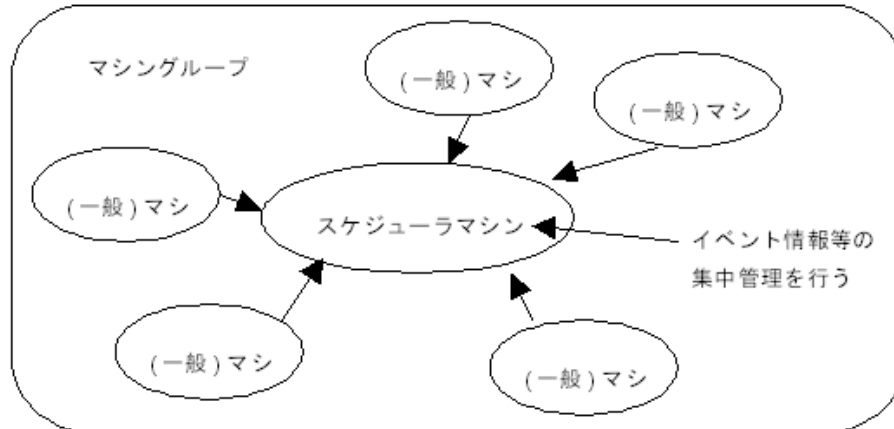 マシングループ
(一般)マシ
(一般)マシ
(一般)マシ
スケジューラマシン
イベント情報等の
集中管理を行う
(一般)マシ
(一般)マシ